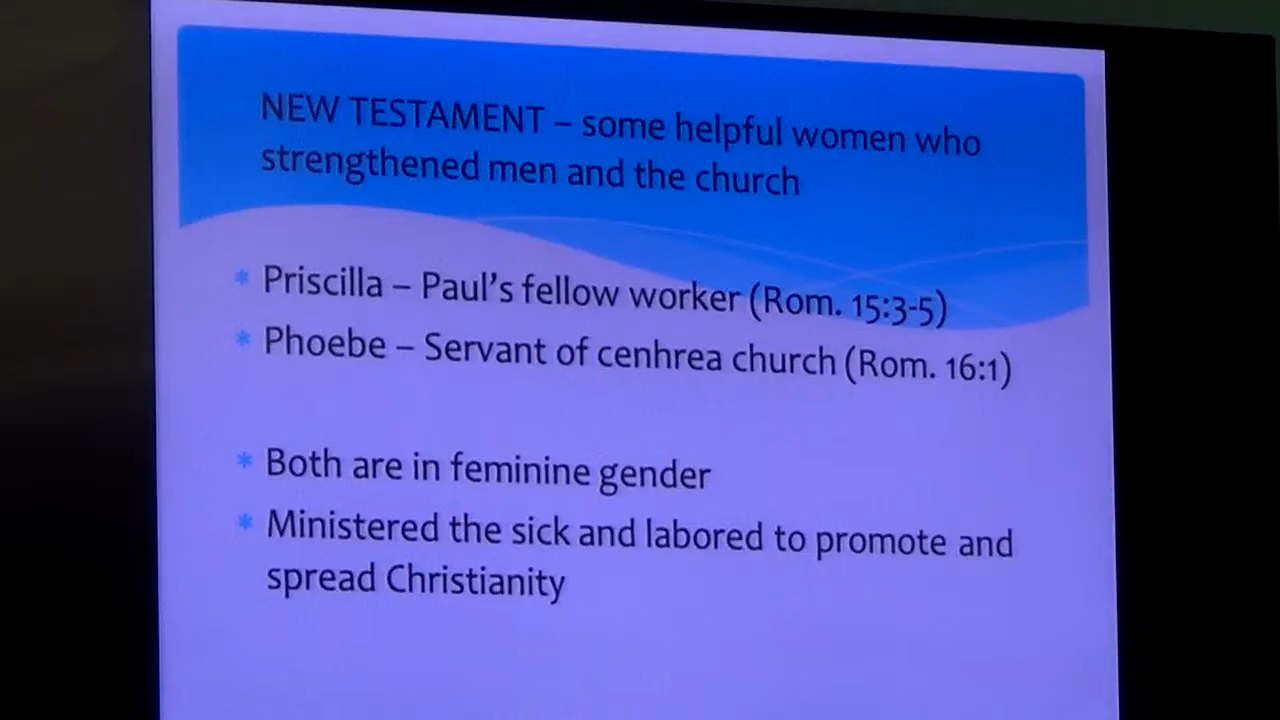 NEW TESTAMENT – some helpful women who
strengthened men and the church
* Priscilla – Paul's fellow worker (Rom. 15:3-5)
* Phoebe – Servant of cenhrea church (Rom. 16:1)
* Both are in feminine gender
* Ministered the sick and labored to promote and
spread Christianity